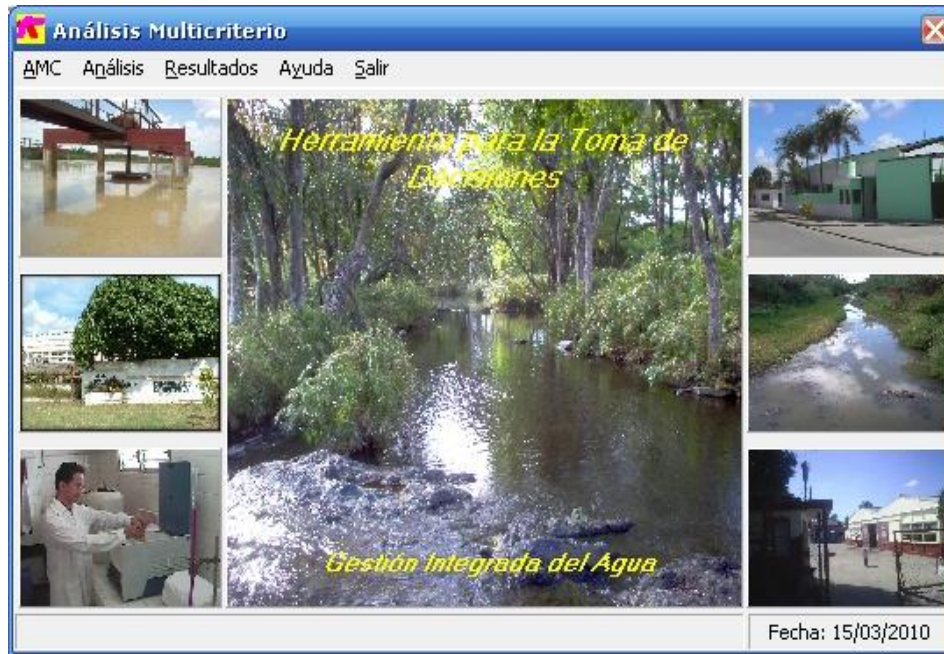 Análisis Multicriterio
AMC Análisis Resultados Ayuda Salir
Herramienta para la Toma de
Decisiones
Gestión Integrada del Agua
Fecha: 15/03/2010